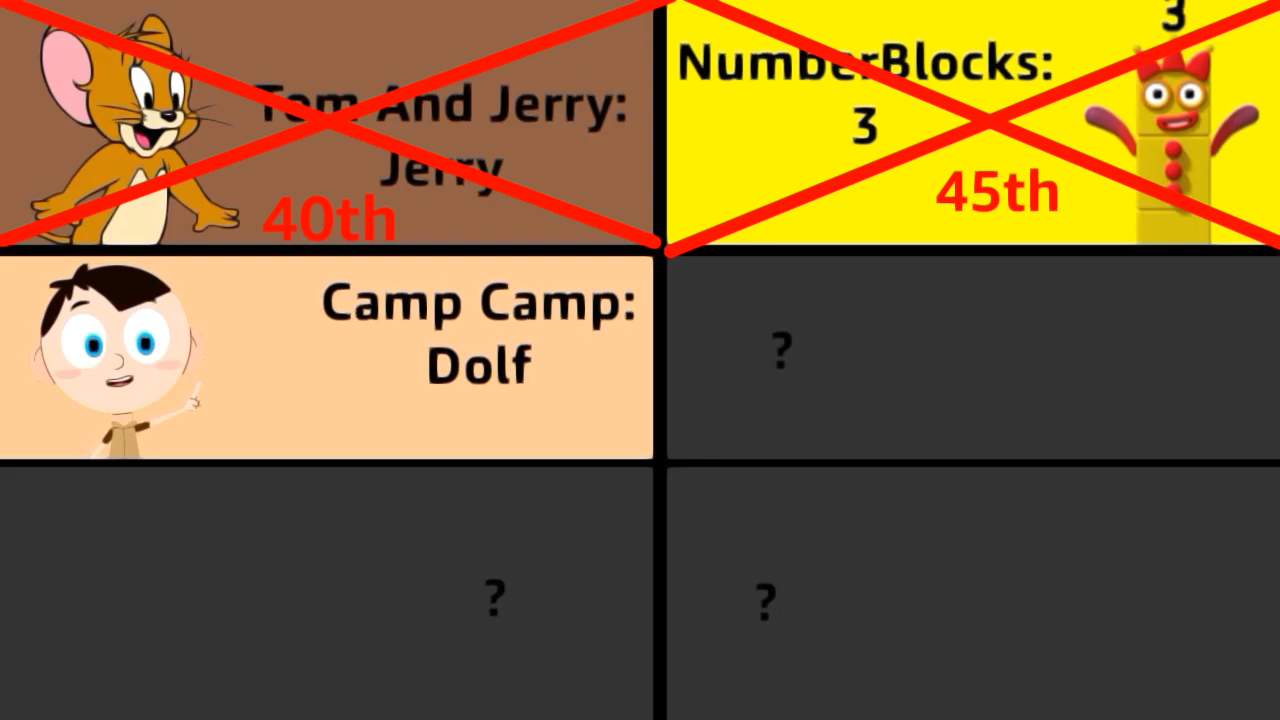 Tom And Jerry:
Jerry
40th
3
NumberBlocks:
3
45th
Camp Camp:
Dolf
?
?
?